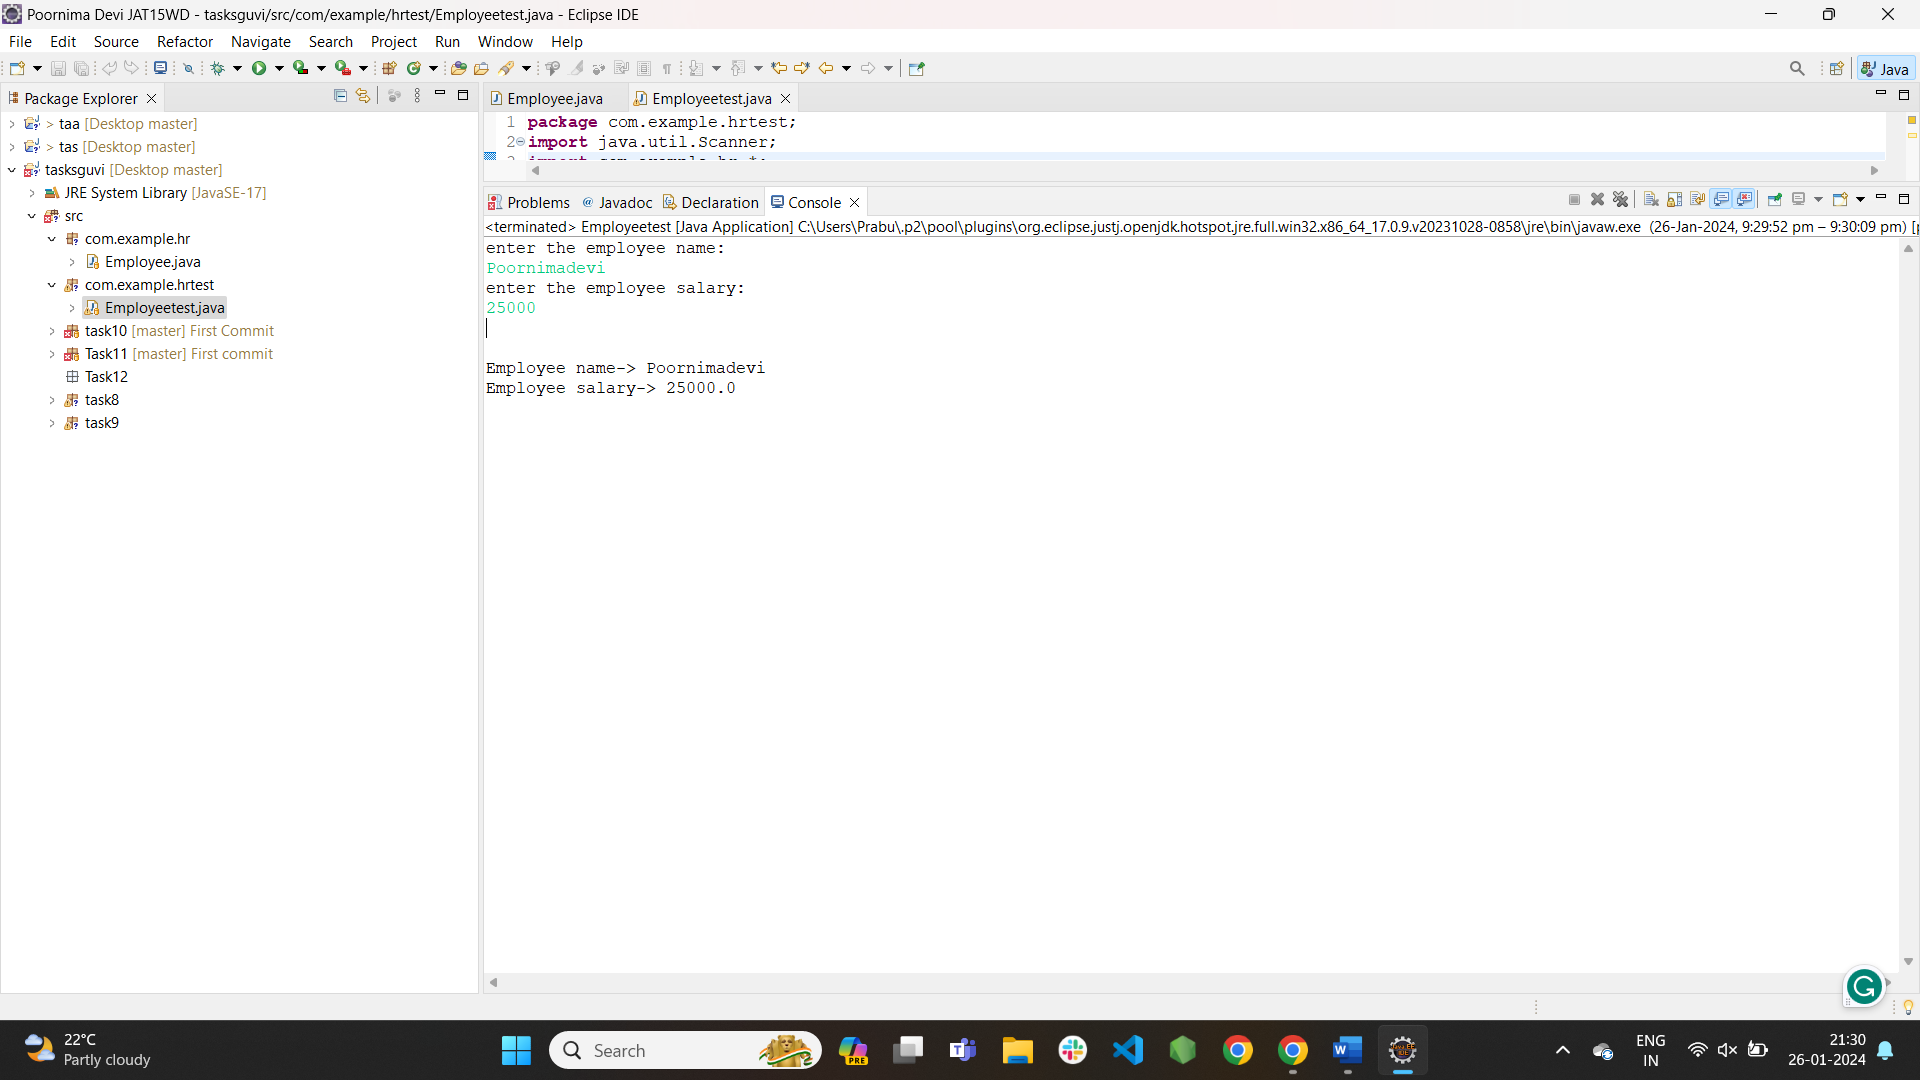 Poornima Devi JAT15WD - tasksguvi/src/com/example/hrtest/Employeetest.java - Eclipse IDE
File Edit Source Refactor Navigate Search Project Run Window Help
Java
Package Explorer
> taa [Desktop master]
> tas [Desktop master]
tasksguvi [Desktop master]
JRE System Library [JavaSE-17]
src
com.example.hr
Employee.java
com.example.hrtest
Employeetest.java
task10 [master] First Commit
Task11 [master] First commit
Task12
task8
task9
Employee.java Employeetest.java
1 package com.example.hrtest;
2 import java.util.Scanner;
3 import com.example.hr.*;
Problems @ Javadoc Declaration Console
<terminated> Employeetest [Java Application] C:\Users\Prabu\.p2\pool\plugins\org.eclipse.justj.openjdk.hotspot.jre.full.win32.x86_64_17.0.9.v20231028-0858\jre\bin\javaw.exe (26-Jan-2024, 9:29:52 pm – 9:30:09 pm) [p
enter the employee name:
Poornimadevi
enter the employee salary:
25000
Employee name-> Poornimadevi
Employee salary-> 25000.0
22°C
Partly cloudy
Search
PRE
ENG
IN
21:30
26-01-2024